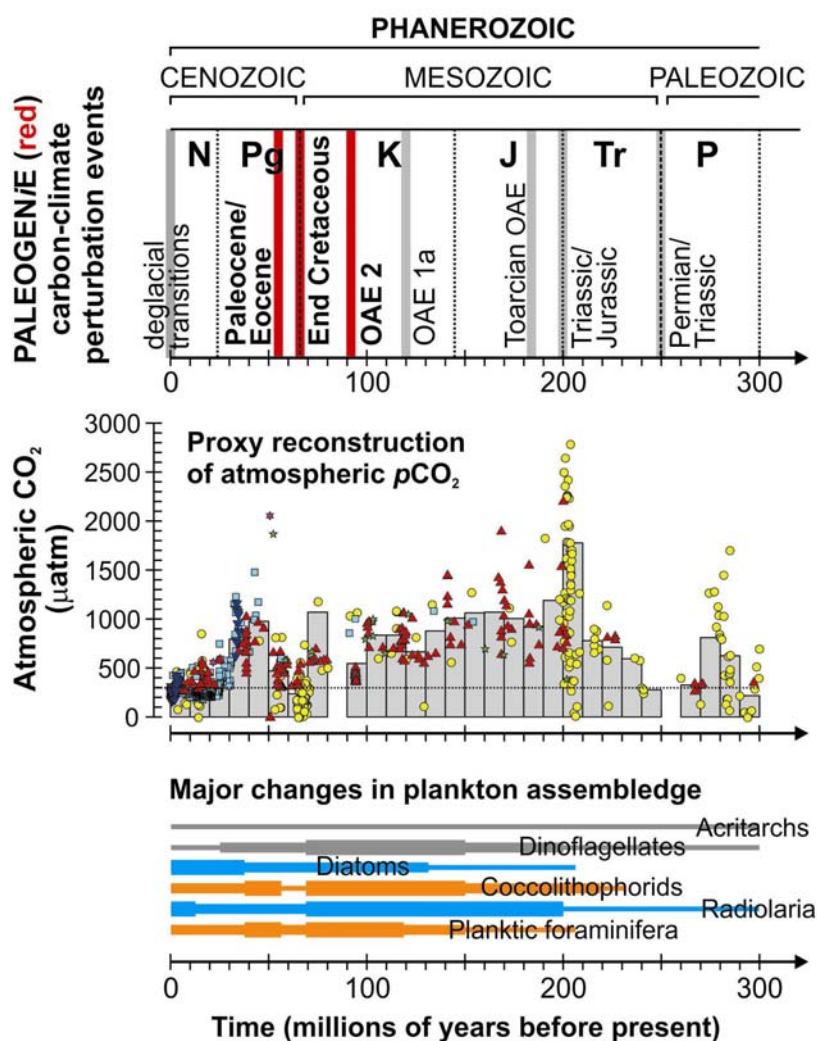 PHANEROZOIC
CENOZOIC MESOZOIC PALEOZOIC
PALEOGENiE (red)
carbon-climate
perturbation events
N Pg K J Tr P
deglacial
transitions
Paleocene/
Eocene
End Cretaceous
OAE 2
OAE 1a
Toarcian OAE
Triassic/
Jurassic
Permian/
Triassic
0 100 200 300
Atmospheric CO2
(µatm)
3000
2500
2000
1500
1000
500
0
Proxy reconstruction
of atmospheric pCO2
Major changes in plankton assembledge
Acritarchs
Dinoflagellates
Diatoms
Coccolithophorids
Radiolaria
Planktic foraminifera
0 100 200 300
Time (millions of years before present)